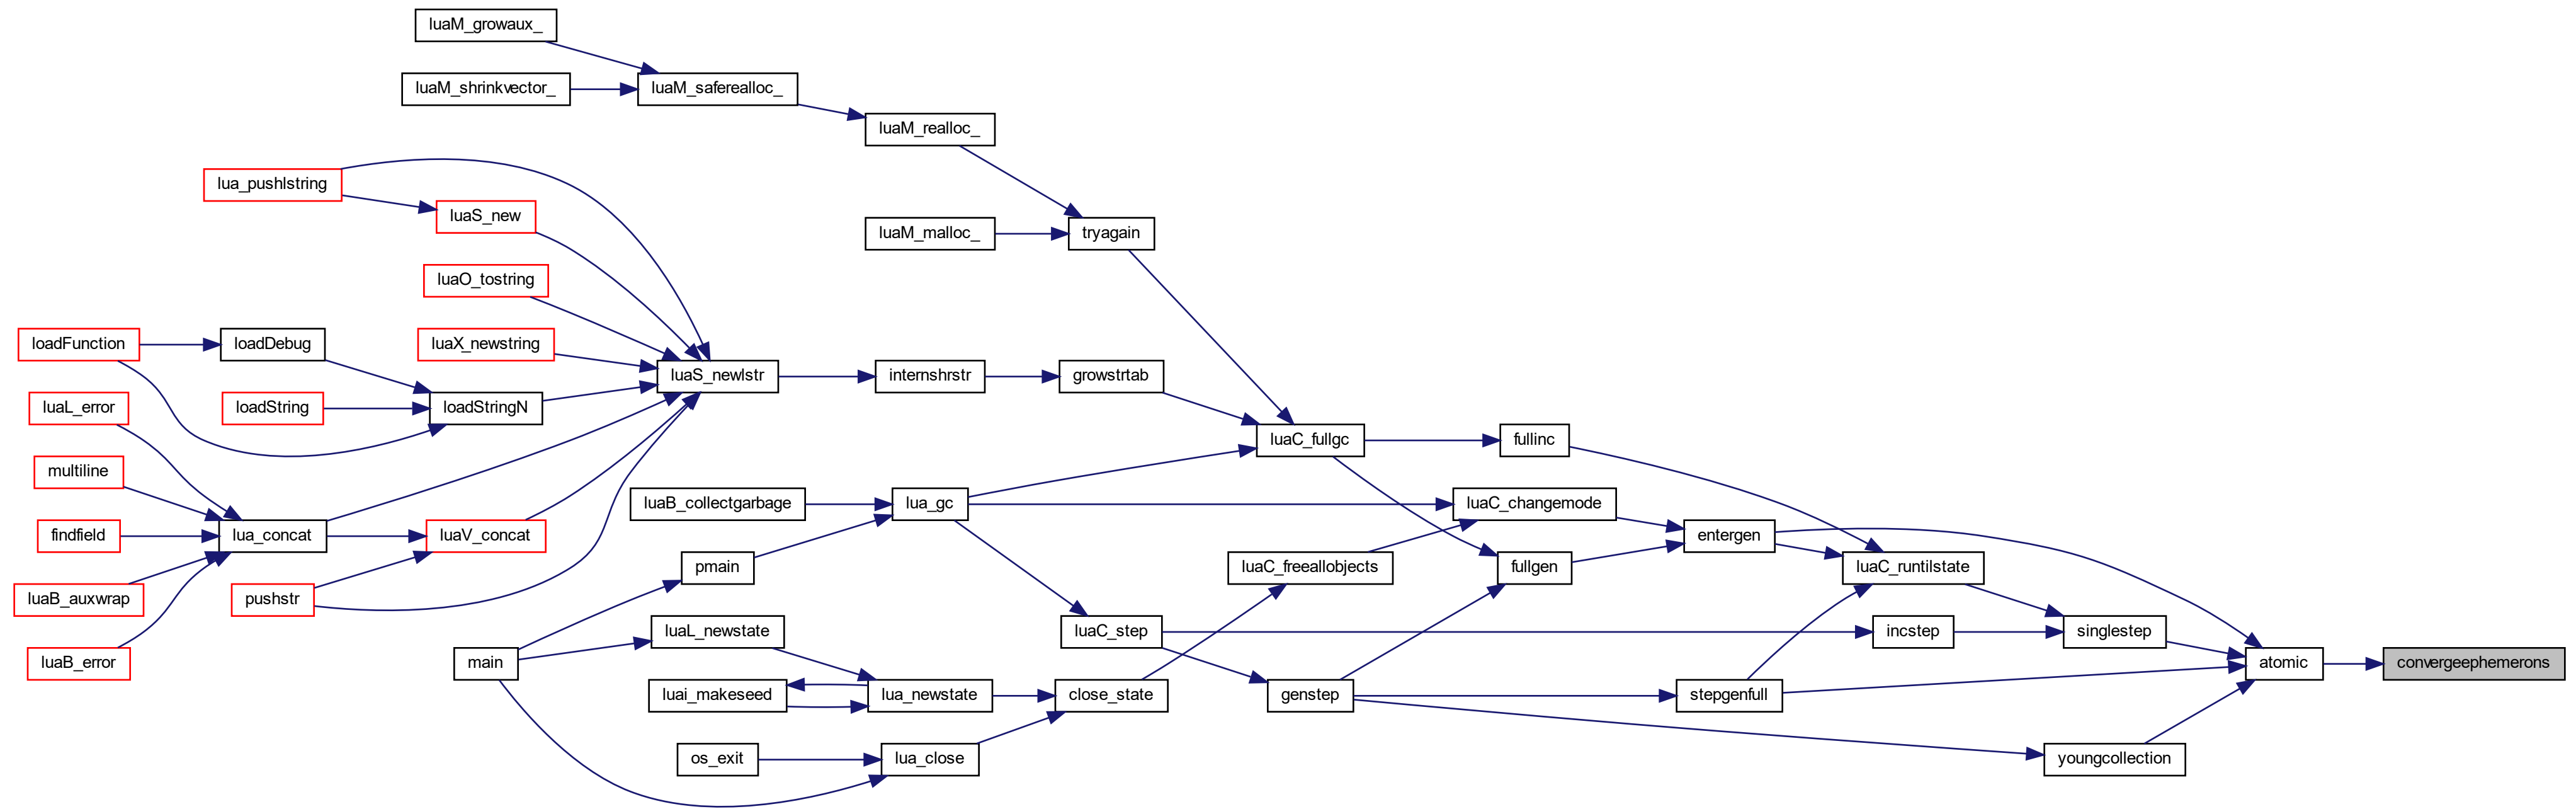 luaM_growaux_
luaM_shrinkvector_
luaM_saferealloc_
luaM_realloc_
lua_pushlstring
luaS_new
luaM_malloc_
tryagain
luaO_tostring
loadFunction
loadDebug
luaX_newstring
luaS_newlstr
internshrstr
growstrtab
luaL_error
loadString
loadStringN
luaC_fullgc
fullinc
multiline
luaB_collectgarbage
lua_gc
luaC_changemode
findfield
lua_concat
luaV_concat
entergen
pmain
luaC_freeallobjects
fullgen
luaC_runtilstate
luaB_auxwrap
pushstr
luaL_newstate
luaC_step
incstep
singlestep
luaB_error
main
atomic
convergeephemerons
luai_makeseed
lua_newstate
close_state
genstep
stepgenfull
os_exit
lua_close
youngcollection